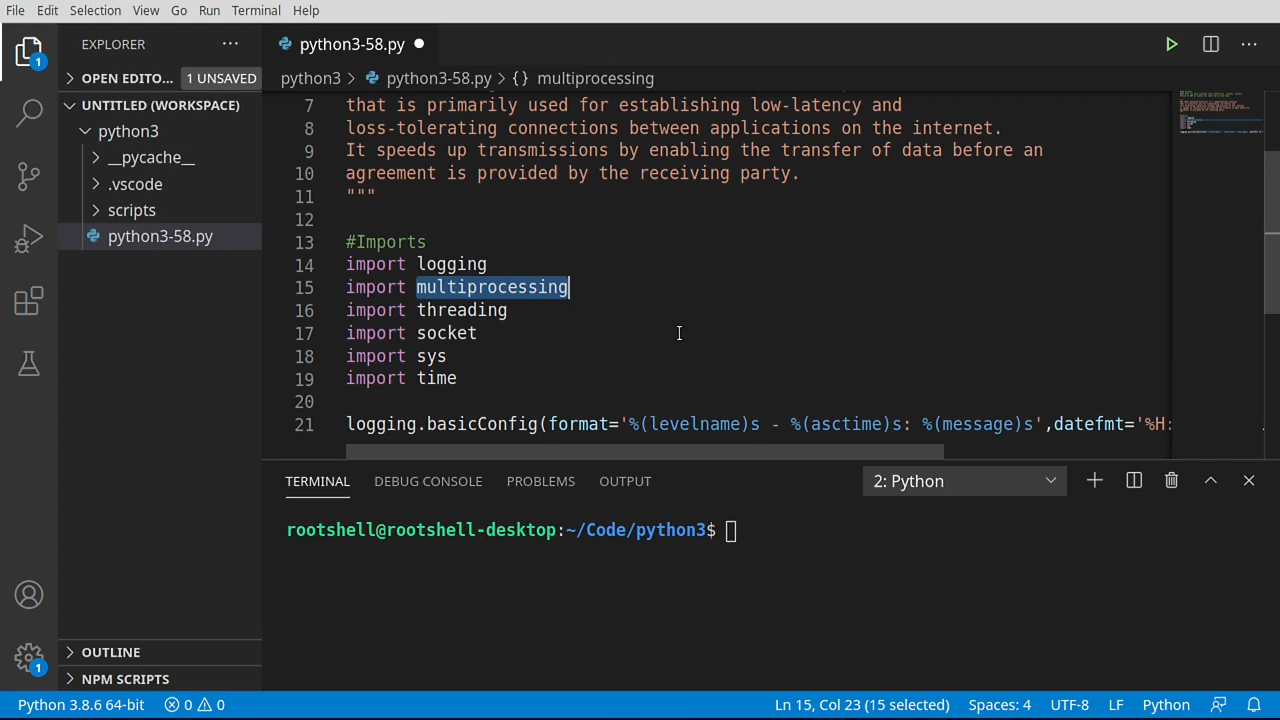 File Edit Selection View Go Run Terminal Help
EXPLORER
OPEN EDITO... 1 UNSAVED
UNTITLED (WORKSPACE)
python3
__pycache__
.vscode
scripts
python3-58.py
OUTLINE
NPM SCRIPTS
1
1
python3-58.py
python3 > python3-58.py > {} multiprocessing
7 that is primarily used for establishing low-latency and
8 loss-tolerating connections between applications on the internet.
9 It speeds up transmissions by enabling the transfer of data before an
10 agreement is provided by the receiving party.
11 """
12
13 #Imports
14 import logging
15 import multiprocessing
16 import threading
17 import socket
18 import sys
19 import time
20
21 logging.basicConfig(format='%(levelname)s - %(asctime)s: %(message)s',datefmt='%H:
TERMINAL DEBUG CONSOLE PROBLEMS OUTPUT 2: Python
rootshell@rootshell-desktop:~/Code/python3$
Python 3.8.6 64-bit 0 0 Ln 15, Col 23 (15 selected) Spaces: 4 UTF-8 LF Python